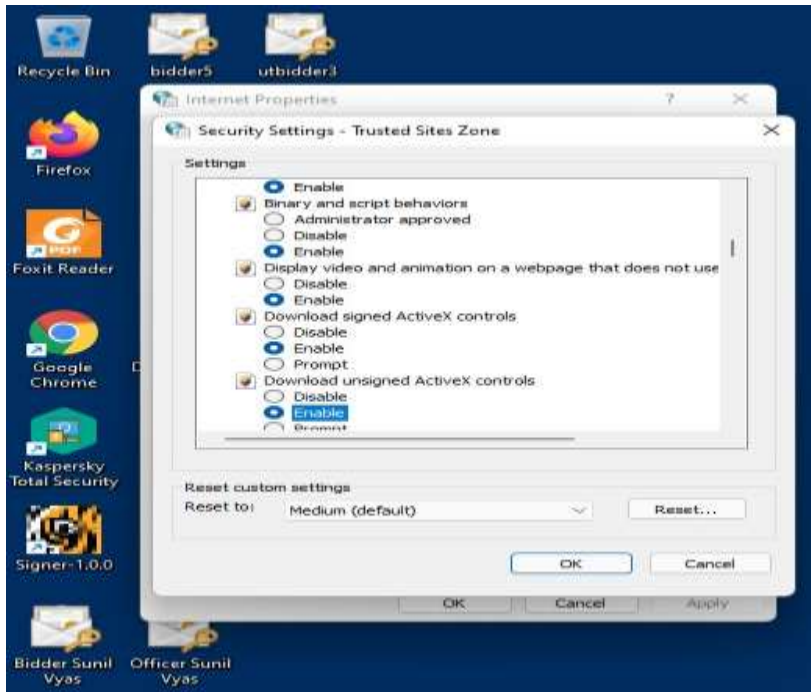 Recycle Bin
bidder5
utbidder3
Internet Properties
?
Security Settings - Trusted Sites Zone
Firefox
Settings
Enable
Binary and script behaviors
Administrator approved
Disable
Enable
Display video and animation on a webpage that does not use
Disable
Enable
Download signed ActiveX controls
Disable
Enable
Prompt
Download unsigned ActiveX controls
Disable
Enable
Prompt
PDF
Foxit Reader
Google
Chrome
D
Kaspersky
Total Security
Reset custom settings
Reset to:
Medium (default)
Reset...
Signer-1.0.0
OK
Cancel
OK
Cancel
Apply
Bidder Sunil
Vyas
Officer Sunil
Vyas